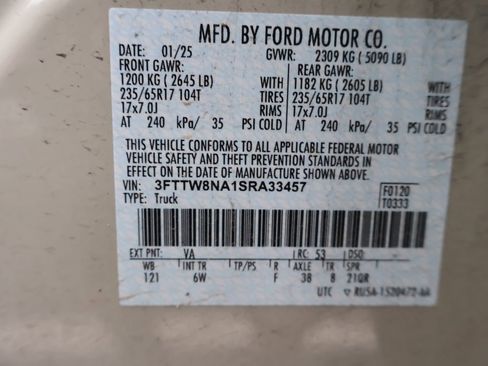 MFD. BY FORD MOTOR CO.
DATE: 01/25 GVWR: 2309 KG ( 5090 LB)
FRONT GAWR: REAR GAWR:
1200 KG ( 2645 LB) WITH 1182 KG ( 2605 LB) WITH
235/65R17 104T TIRES 235/65R17 104T TIRES
17x7.0J RIMS 17x7.0J RIMS
AT 240 kPa/ 35 PSI COLD AT 240 kPa/ 35 PSI COLD
THIS VEHICLE CONFORMS TO ALL APPLICABLE FEDERAL MOTOR
VEHICLE SAFETY AND THEFT PREVENTION STANDARDS IN
EFFECT ON THE DATE OF MANUFACTURE SHOWN ABOVE.
VIN: 3FTTW8NA1SRA33457 F0120
TYPE: Truck T0333
EXT PNT: VA RC: 53 DSO:
WB INT TR TP/PS R AXLE TR SPR
121 6W F 38 8 21QR
UTC